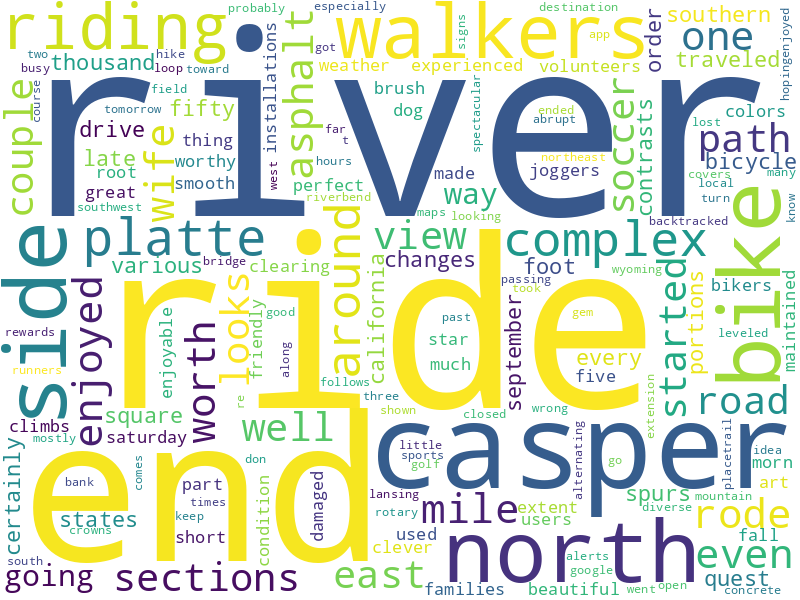 probably
especially
destination
riding
walkers
app
southern
one
two
thousand
hike
busy
loop
toward
got
weather
experienced
signs
volunteers
order
traveled
hopingenjoyed
river
couple
course
tomorrow
field
fifty
installations
asphalt
brush
dog
spectacular
ended
abrupt
soccer
contrasts
colors
lost
path
drive
wife
thing
far
t
late
root
worthy
great
smooth
west
hours
perfect
made
joggers
northeast
covers
many
bicycle
local
turn
know
southwest
riverbend
maps
looking
way
backtracked
side
platte
around
view
complex
bike
various
bridge
clearing
california
changes
foot
wyoming
passing
took
ride
enjoyed
worth
looks
friendly
enjoyable
good
past
star
much
september
gem
every
five
started
portions
bikers
leveled
maintained
rewards
runners
along
follows
three
re
shown
closed
wrong
extension
road
climbs
mostly
square
saturday
well
casper
little
sports
golf
alternating
go
placetrail
idea
morn
mountain
end
certainly
bank
comes
part
times
don
condition
damaged
lansing
mile
extent
spurs
diverse
art
rode
states
crowns
keep
short
rotary
used
users
clever
north
fall
even
south
going
sections
east
families
alerts
google
beautiful
went
open
quest
concrete